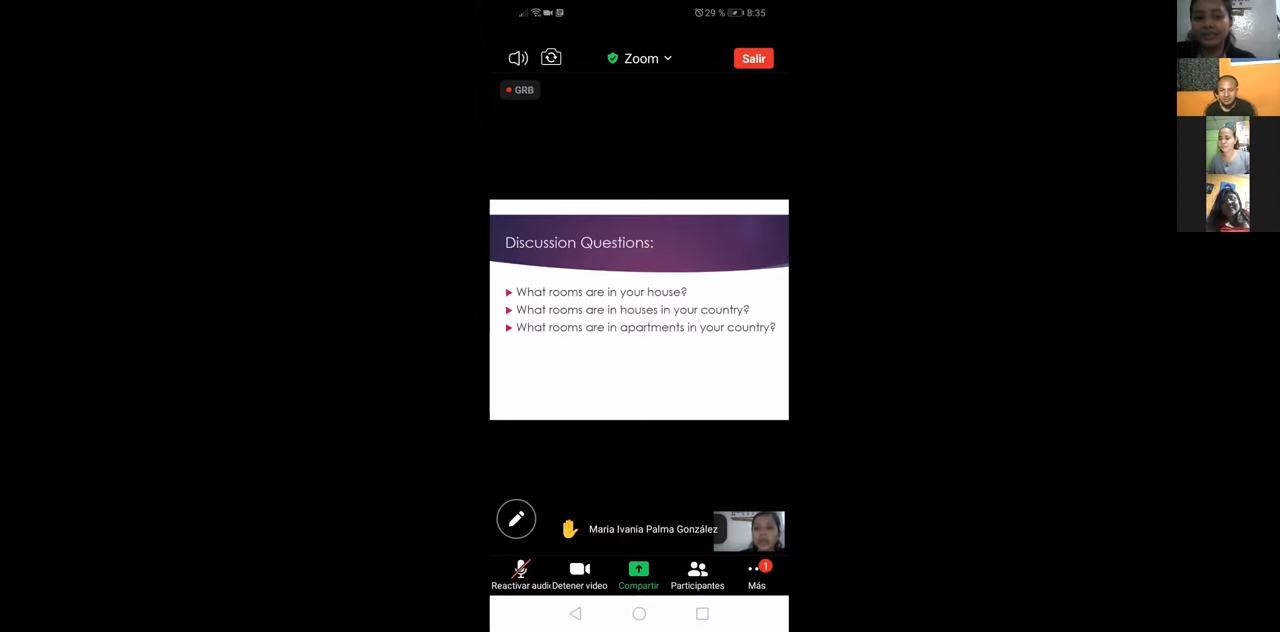 29 % 8:35
Zoom
Salir
GRB
Discussion Questions:
What rooms are in your house?
What rooms are in houses in your country?
What rooms are in apartments in your country?
Maria Ivania Palma González
Reactivar audio Detener video Compartir Participantes Más
1